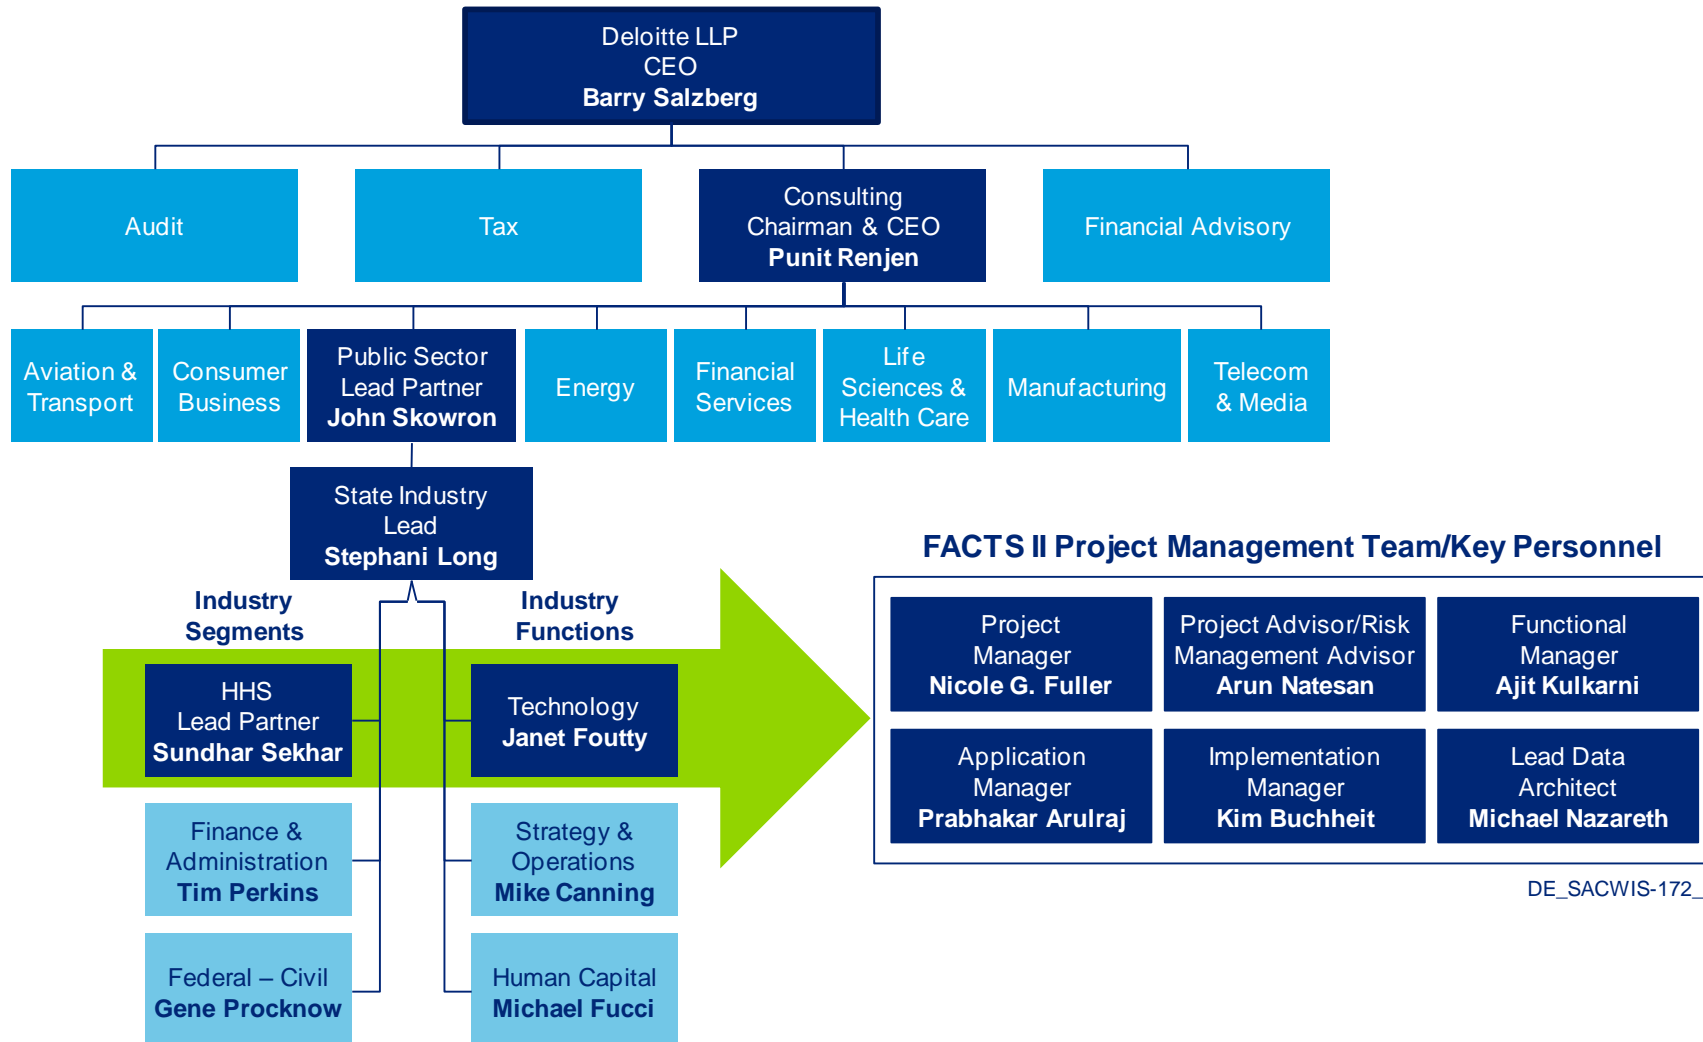 Deloitte LLP
CEO
Barry Salzberg
Audit
Tax
Consulting
Chairman & CEO
Punit Renjen
Financial Advisory
Aviation &
Transport
Consumer
Business
Public Sector
Lead Partner
John Skowron
Energy
Financial
Services
Life
Sciences &
Health Care
Manufacturing
Telecom
& Media
State Industry
Lead
Stephani Long
Industry
Segments
Industry
Functions
HHS
Lead Partner
Sundhar Sekhar
Technology
Janet Foutty
Finance &
Administration
Tim Perkins
Strategy &
Operations
Mike Canning
Federal – Civil
Gene Procknow
Human Capital
Michael Fucci
FACTS II Project Management Team/Key Personnel
Project
Manager
Nicole G. Fuller
Project Advisor/Risk
Management Advisor
Arun Natesan
Functional
Manager
Ajit Kulkarni
Application
Manager
Prabhakar Arulraj
Implementation
Manager
Kim Buchheit
Lead Data
Architect
Michael Nazareth
DE_SACWIS-172_